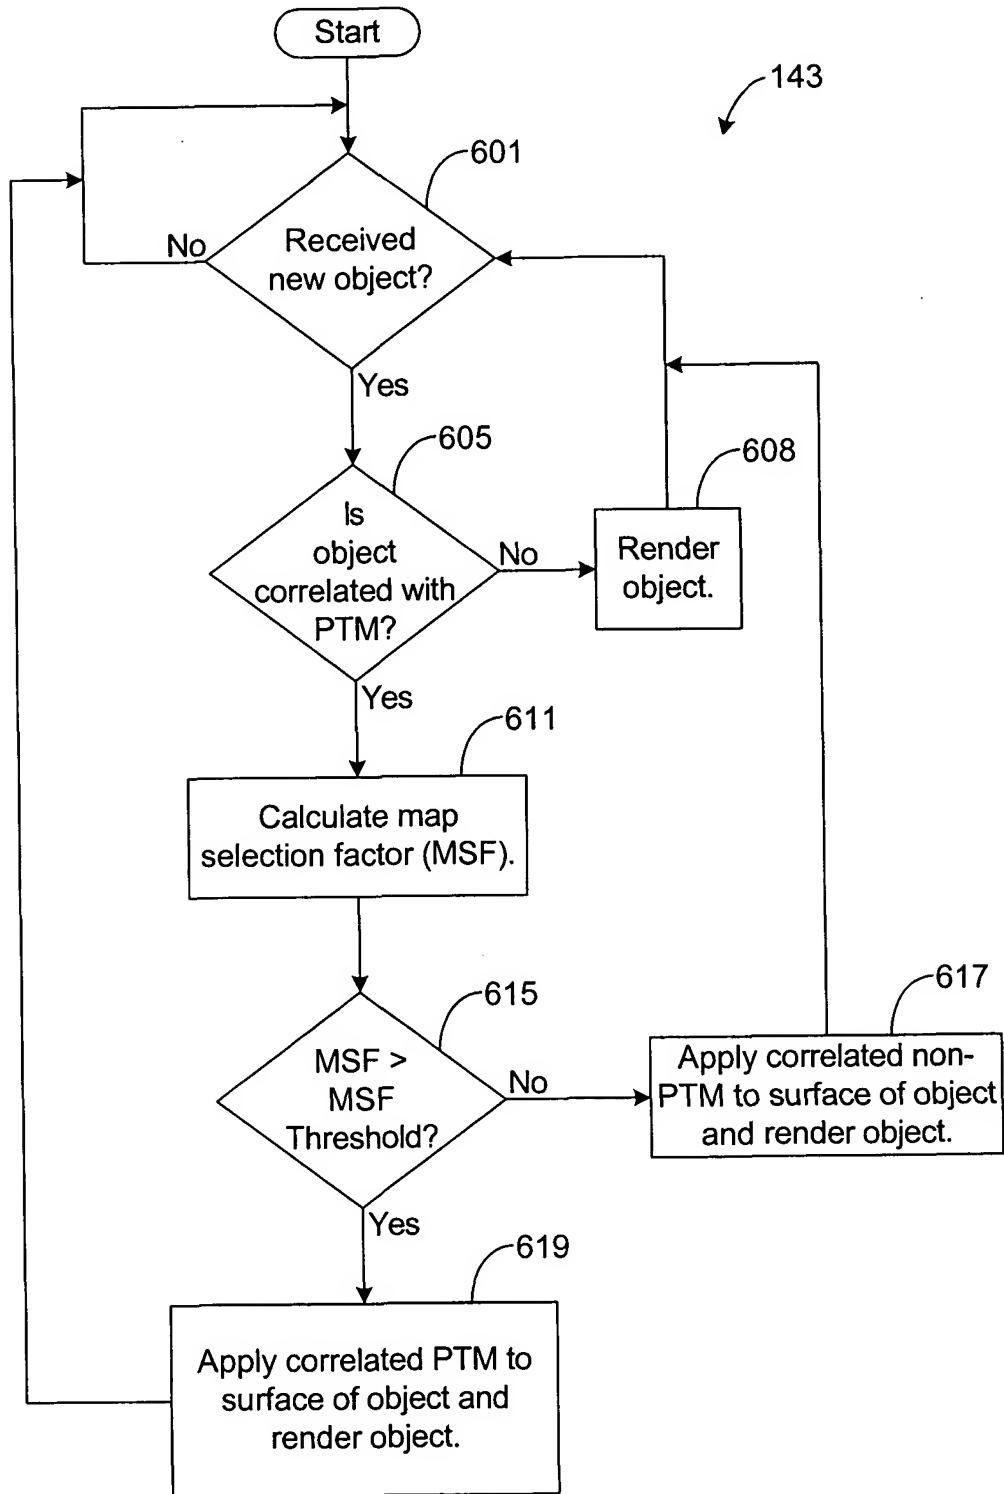 Start
143
601
Received
new object?
No
Yes
605
Is
object
correlated with
PTM?
No
608
Render
object.
Yes
611
Calculate map
selection factor (MSF).
615
MSF >
MSF
Threshold?
No
617
Apply correlated non-
PTM to surface of object
and render object.
Yes
619
Apply correlated PTM to
surface of object and
render object.